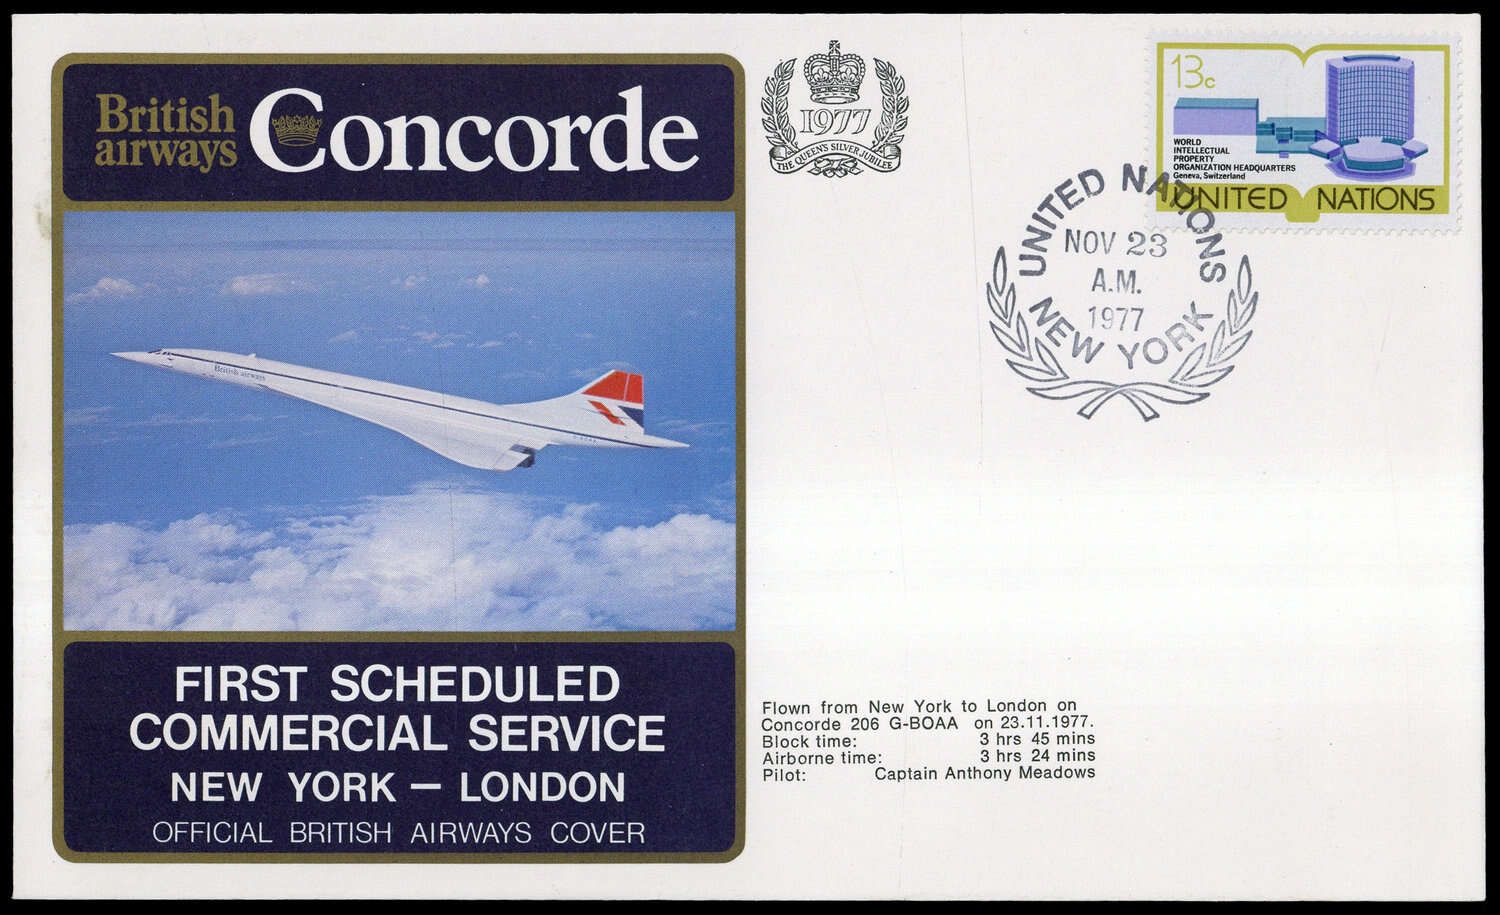 British
airways
Concorde
British airways
FIRST SCHEDULED
COMMERCIAL SERVICE
NEW YORK – LONDON
OFFICIAL BRITISH AIRWAYS COVER
1977
THE QUEEN'S SILVER JUBILEE
13c
WORLD
INTELLECTUAL
PROPERTY
ORGANIZATION HEADQUARTERS
Geneva, Switzerland
UNITED NATIONS
UNITED NATIONS
NOV 23
A.M.
1977
NEW YORK
Flown from New York to London on
Concorde 206 G-BOAA on 23.11.1977.
Block time: 3 hrs 45 mins
Airborne time: 3 hrs 24 mins
Pilot: Captain Anthony Meadows